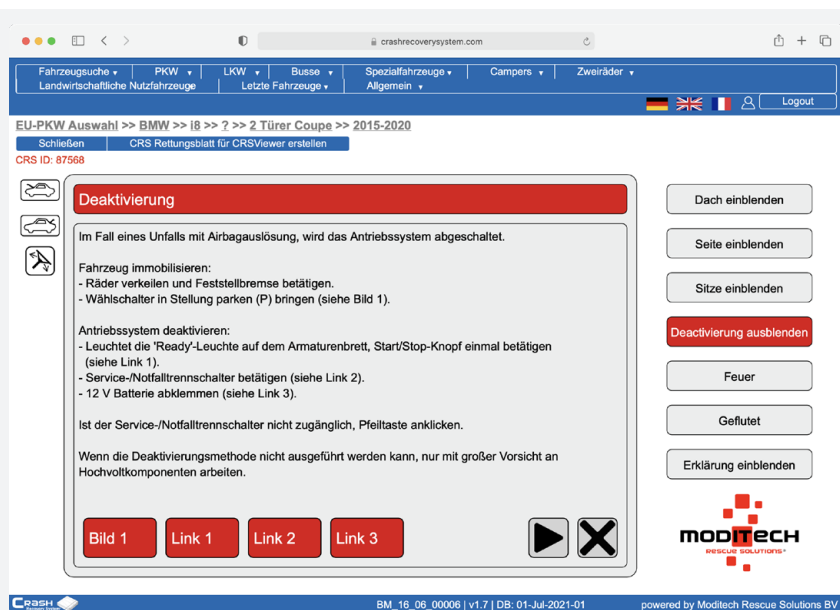 crashrecoverysystem.com
Fahrzeugsuche PKW LKW Busse Spezialfahrzeuge Campers Zweiräder
Landwirtschaftliche Nutzfahrzeuge Letzte Fahrzeuge Allgemein
Logout
EU-PKW Auswahl >> BMW >> i8 >> ? >> 2 Türer Coupe >> 2015-2020
Schließen CRS Rettungsblatt für CRSViewer erstellen
CRS ID: 87568
Deaktivierung
Im Fall eines Unfalls mit Airbagauslösung, wird das Antriebssystem abgeschaltet.
Fahrzeug immobilisieren:
- Räder verkeilen und Feststellbremse betätigen.
- Wählschalter in Stellung parken (P) bringen (siehe Bild 1).
Antriebssystem deaktivieren:
- Leuchtet die 'Ready'-Leuchte auf dem Armaturenbrett, Start/Stop-Knopf einmal betätigen
(siehe Link 1).
- Service-/Notfalltrennschalter betätigen (siehe Link 2).
- 12 V Batterie abklemmen (siehe Link 3).
Ist der Service-/Notfalltrennschalter nicht zugänglich, Pfeiltaste anklicken.
Wenn die Deaktivierungsmethode nicht ausgeführt werden kann, nur mit großer Vorsicht an
Hochvoltkomponenten arbeiten.
Bild 1 Link 1 Link 2 Link 3
Dach einblenden
Seite einblenden
Sitze einblenden
Deactivierung ausblenden
Feuer
Geflutet
Erklärung einblenden
MODITECH
RESCUE SOLUTIONS
CRASH
BM_16_06_00006 | v1.7 | DB: 01-Jul-2021-01
powered by Moditech Rescue Solutions BV